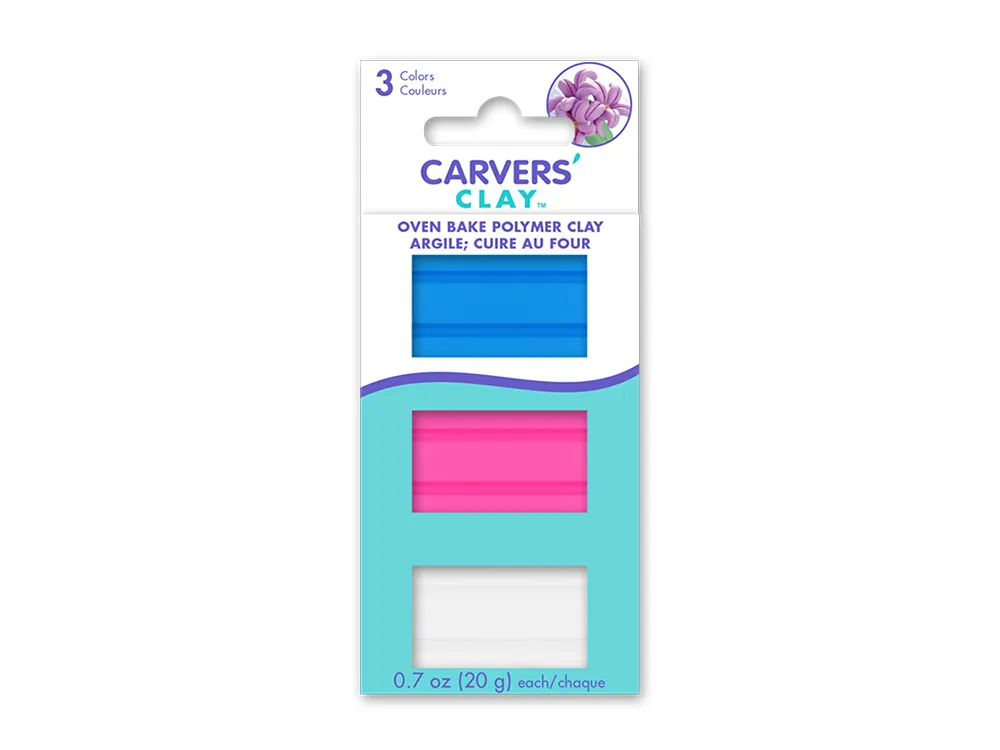 3 Colors
Couleurs
CARVERS'
CLAY™
OVEN BAKE POLYMER CLAY
ARGILE; CUIRE AU FOUR
0.7 oz (20 g) each/chaque